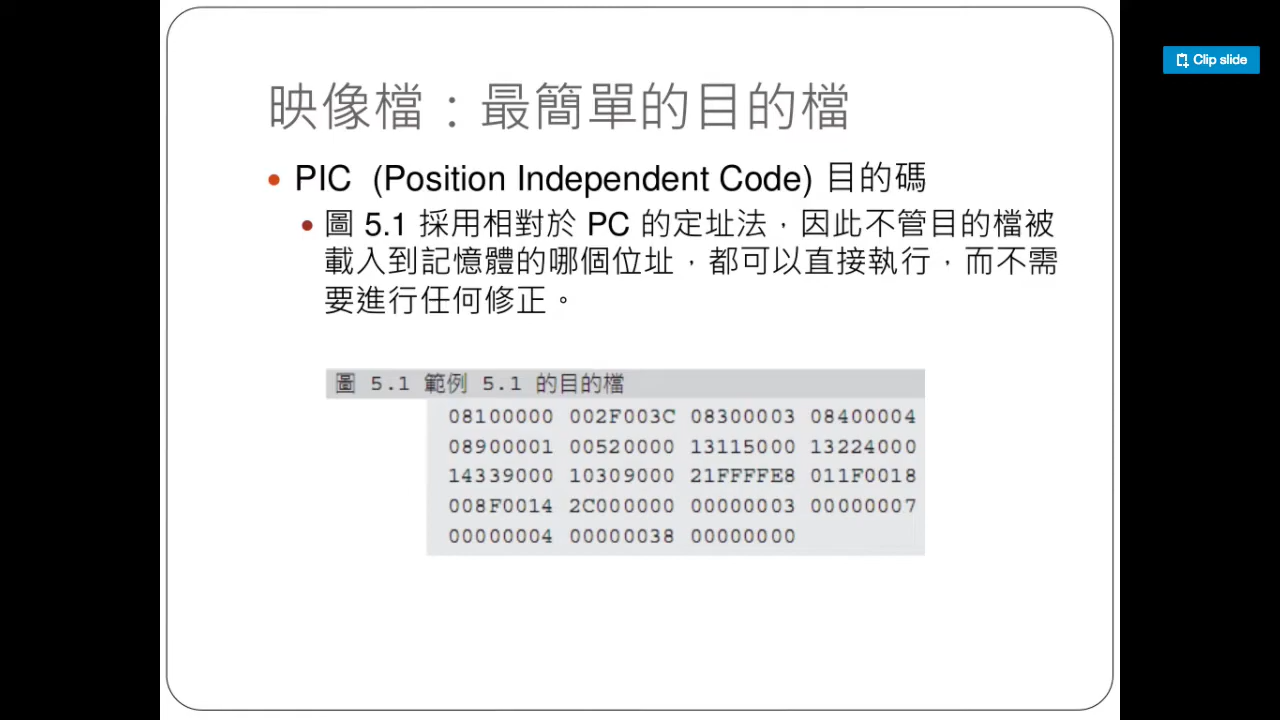 Clip slide
映像檔：最簡單的目的檔
• PIC (Position Independent Code) 目的碼
• 圖 5.1 採用相對於 PC 的定址法，因此不管目的檔被
載入到記憶體的哪個位址，都可以直接執行，而不需
要進行任何修正。
圖 5.1 範例 5.1 的目的檔
08100000 002F003C 08300003 08400004
08900001 00520000 13115000 13224000
14339000 10309000 21FFFFE8 011F0018
008F0014 2C000000 00000003 00000007
00000004 00000038 00000000